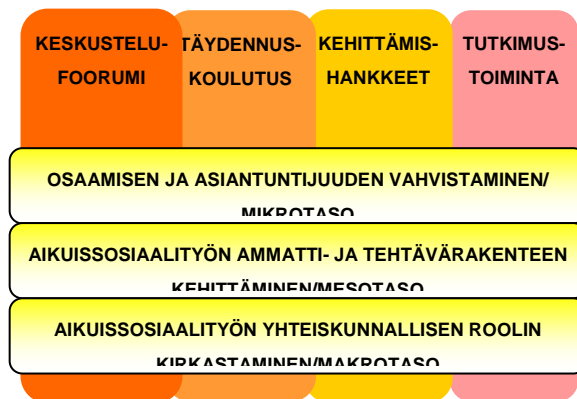 KESKUSTELU-
FOORUMI
TÄYDENNUS-
KOULUTUS
KEHITTÄMIS-
HANKKEET
TUTKIMUS-
TOIMINTA
OSAAMISEN JA ASIANTUNTIJUUDEN VAHVISTAMINEN/
MIKROTASO
AIKUISSOSIAALITYÖN AMMATTI- JA TEHTÄVÄRAKENTEEN
KEHITTÄMINEN/MESOTASO
AIKUISSOSIAALITYÖN YHTEISKUNNALLISEN ROOLIN
KIRKASTAMINEN/MAKROTASO